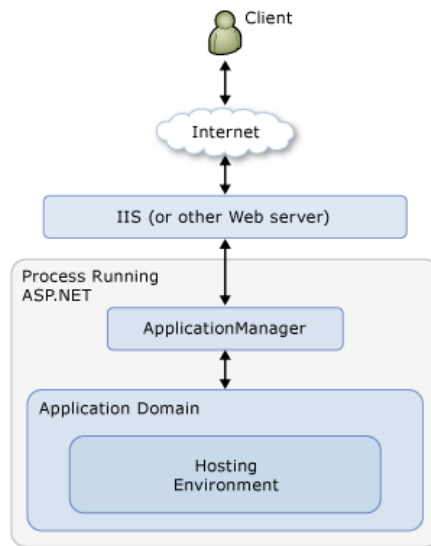 Client
Internet
IIS (or other Web server)
Process Running
ASP.NET
ApplicationManager
Application Domain
Hosting
Environment